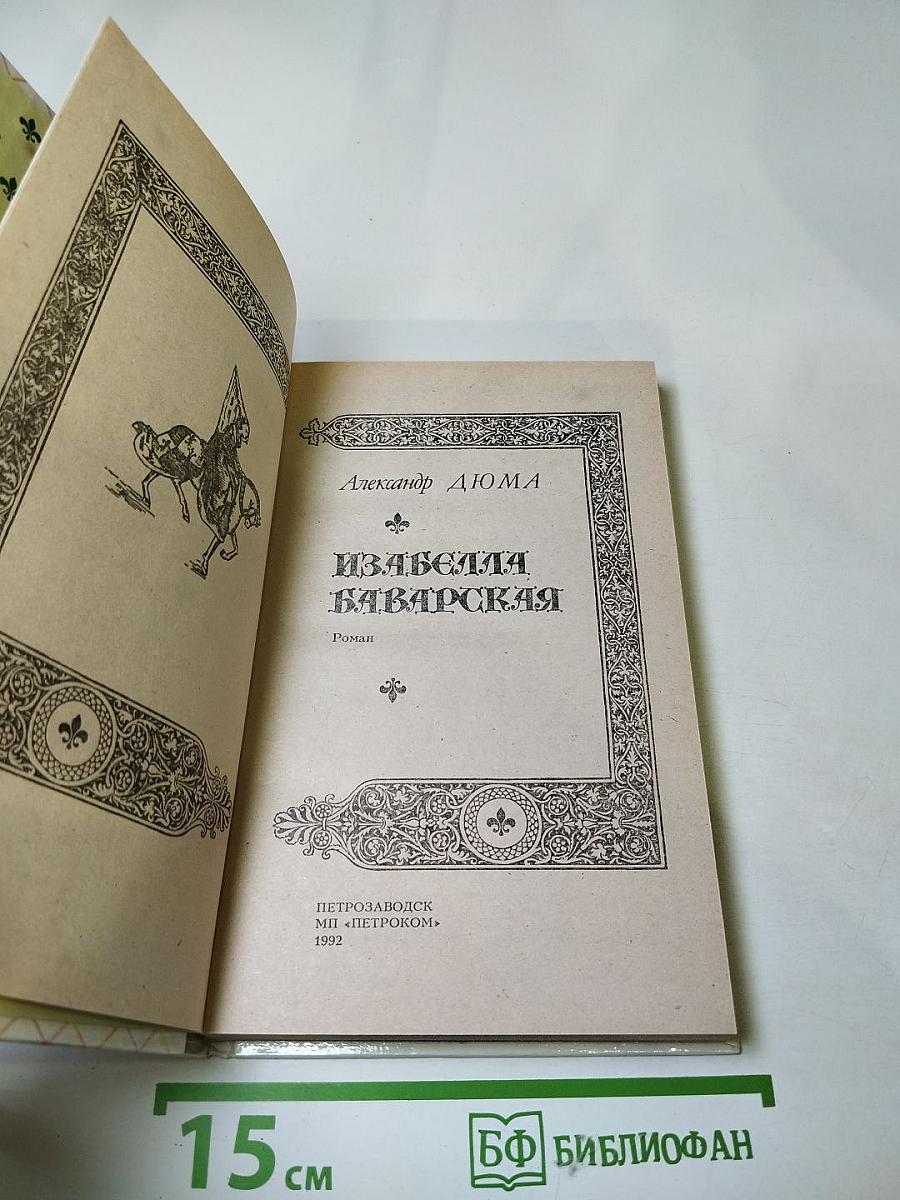 Александр ДЮМА
ИЗАБЕЛЛА
БАВАРСКАЯ
Роман
ПЕТРОЗАВОДСК
МП «ПЕТРОКОМ»
1992
15 см
БФ БИБЛИОФАН